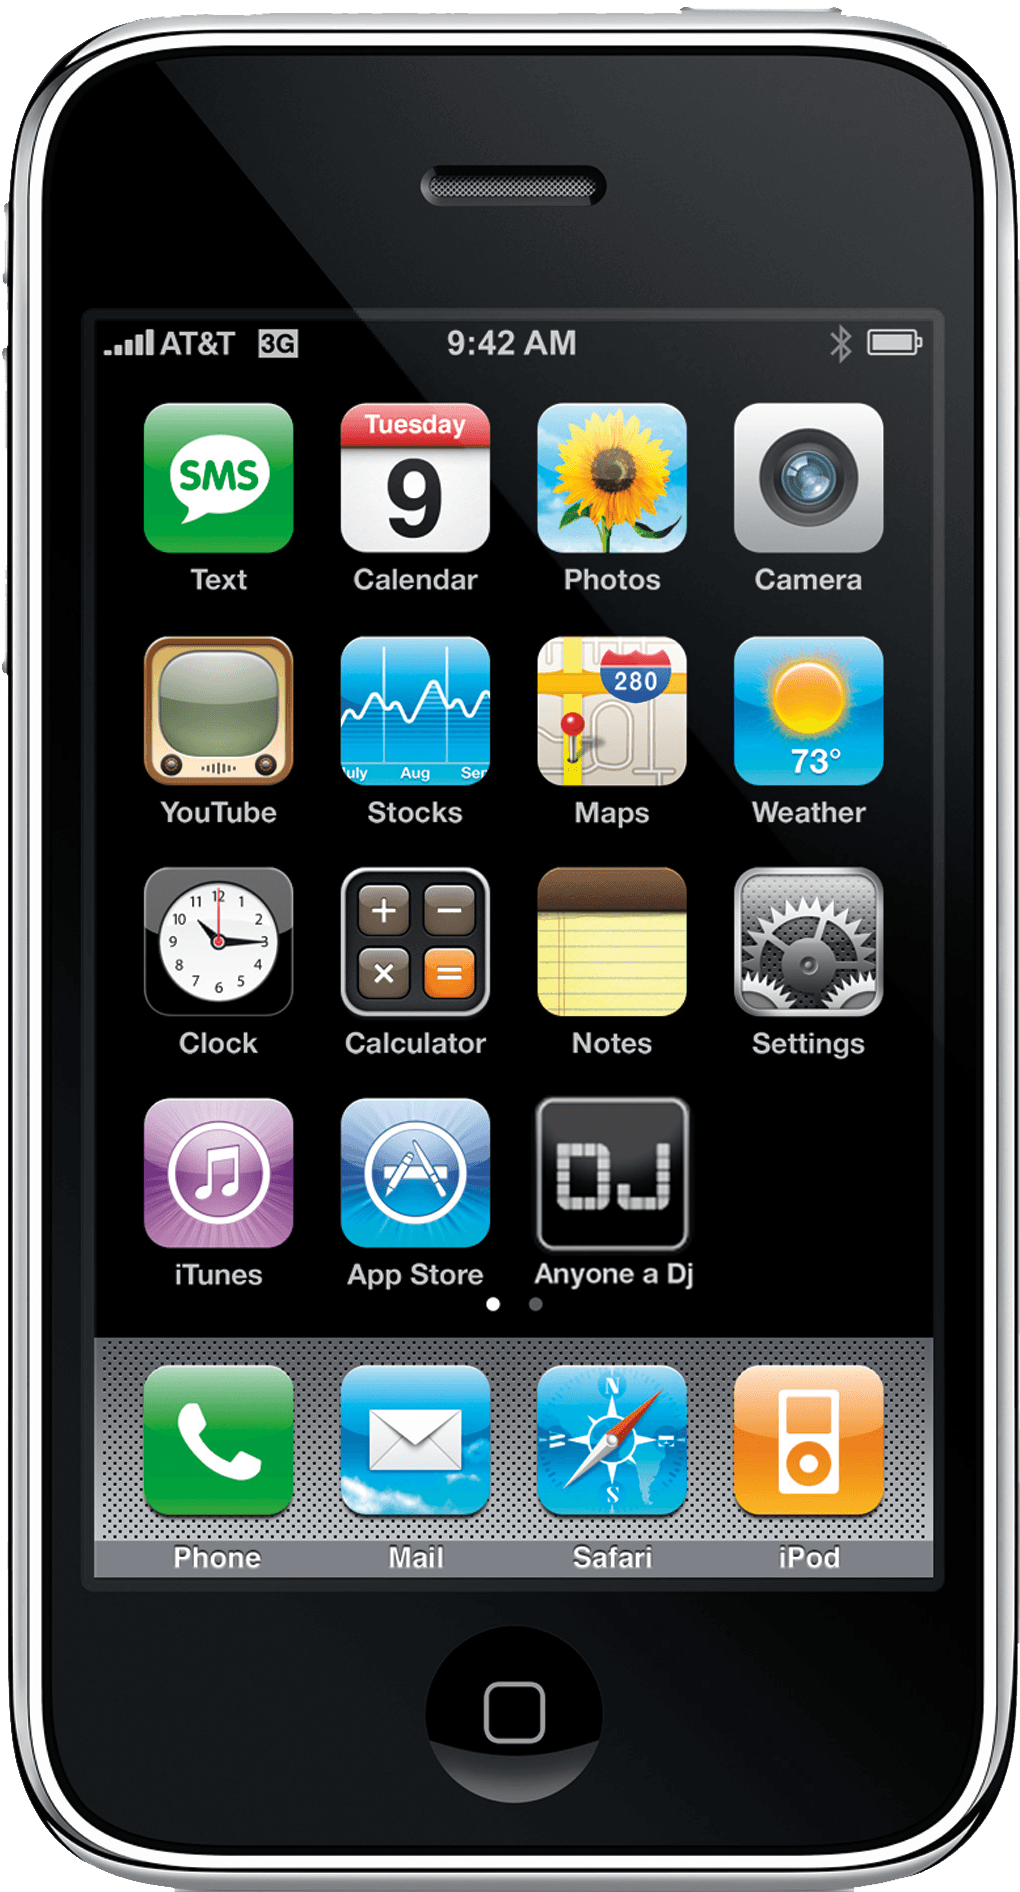 AT&T 3G 9:42 AM
SMS
Tuesday
9
Text Calendar Photos Camera
280
73°
July Aug Sep
YouTube Stocks Maps Weather
12
11 1
10 2
9 3
8 4
7 5
6
+ −
× =
Clock Calculator Notes Settings
DJ
iTunes App Store Anyone a Dj
N
W E
S
Phone Mail Safari iPod